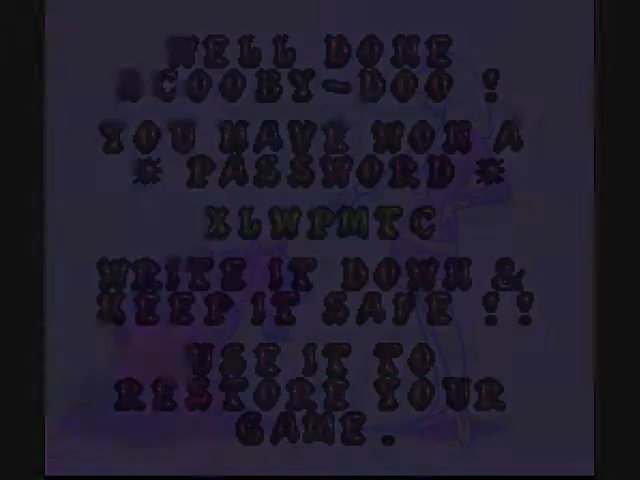 WELL DONE
SCOOBY-DOO !
YOU HAVE WON A
* PASSWORD *
XLWPMTC
WRITE IT DOWN &
KEEP IT SAFE !!
USE IT TO
RESTORE YOUR
GAME.